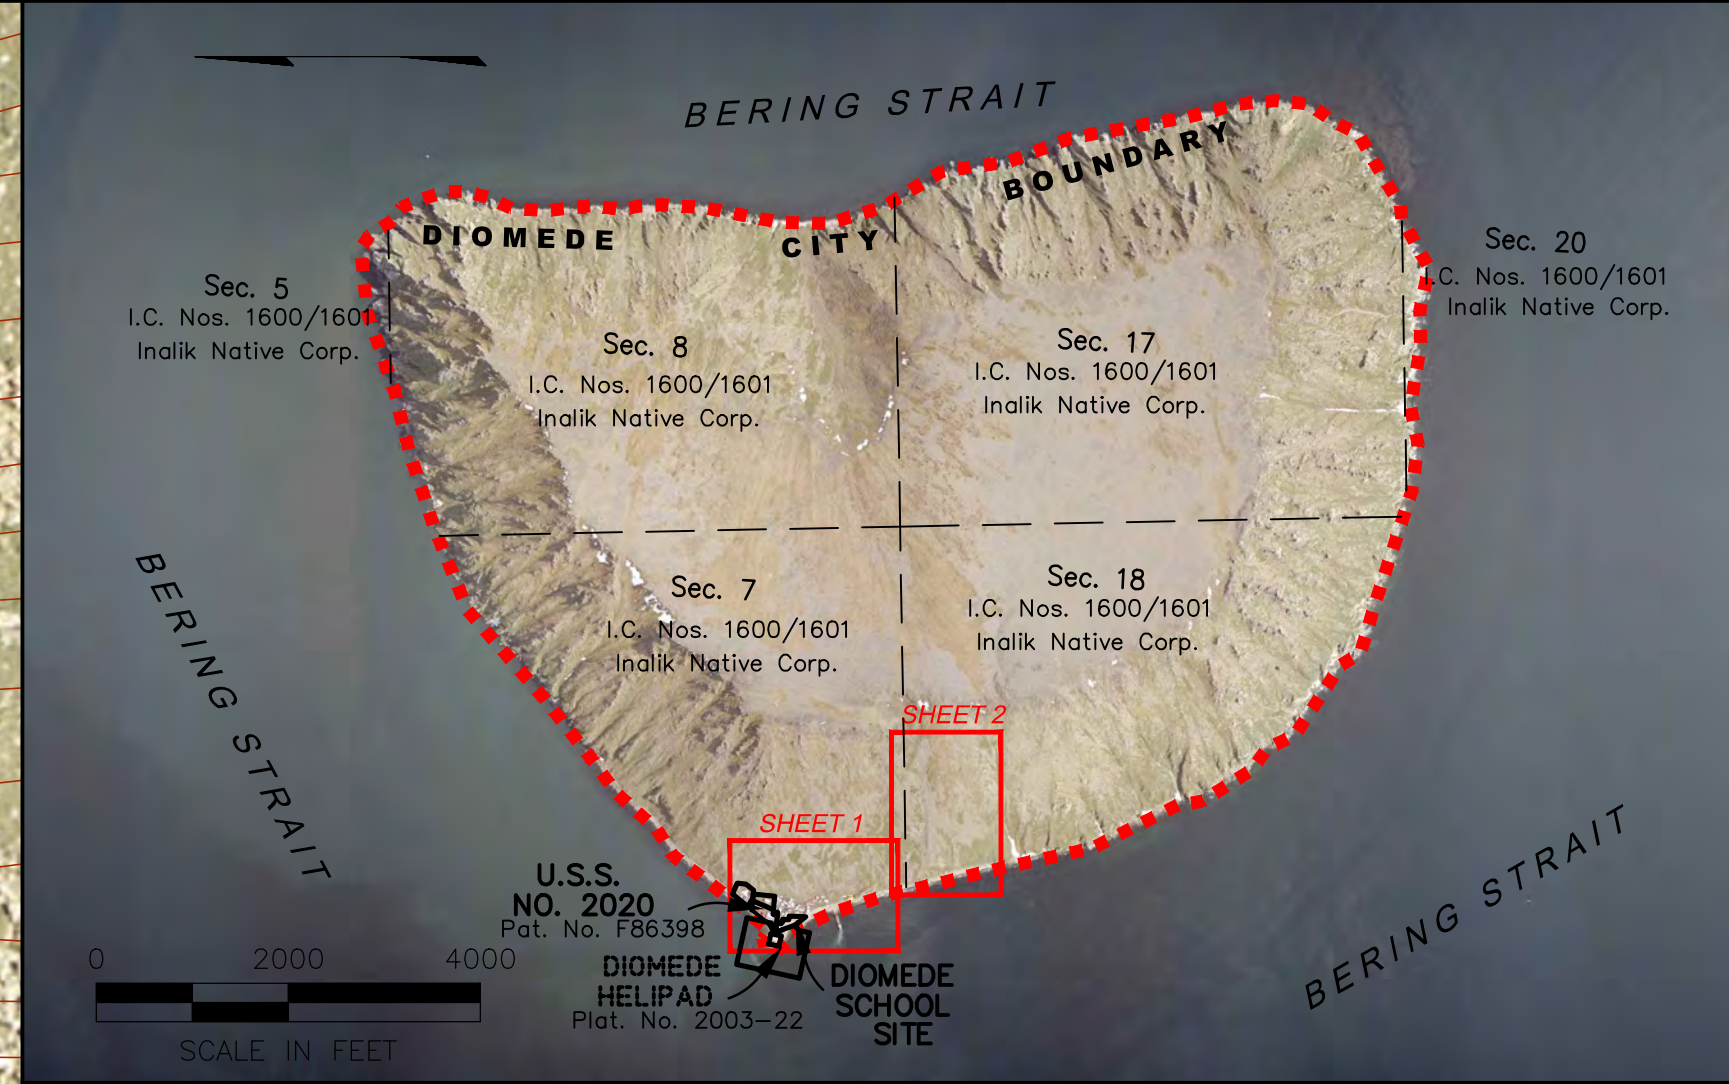 BERING STRAIT
DIOMEDE CITY BOUNDARY
Sec. 5
I.C. Nos. 1600/1601
Inalik Native Corp.
Sec. 8
I.C. Nos. 1600/1601
Inalik Native Corp.
Sec. 17
I.C. Nos. 1600/1601
Inalik Native Corp.
Sec. 20
I.C. Nos. 1600/1601
Inalik Native Corp.
Sec. 7
I.C. Nos. 1600/1601
Inalik Native Corp.
Sec. 18
I.C. Nos. 1600/1601
Inalik Native Corp.
BERING STRAIT
SHEET 2
SHEET 1
BERING STRAIT
U.S.S.
NO. 2020
Pat. No. F86398
DIOMEDE
HELIPAD
Plat. No. 2003-22
DIOMEDE
SCHOOL
SITE
0 2000 4000
SCALE IN FEET